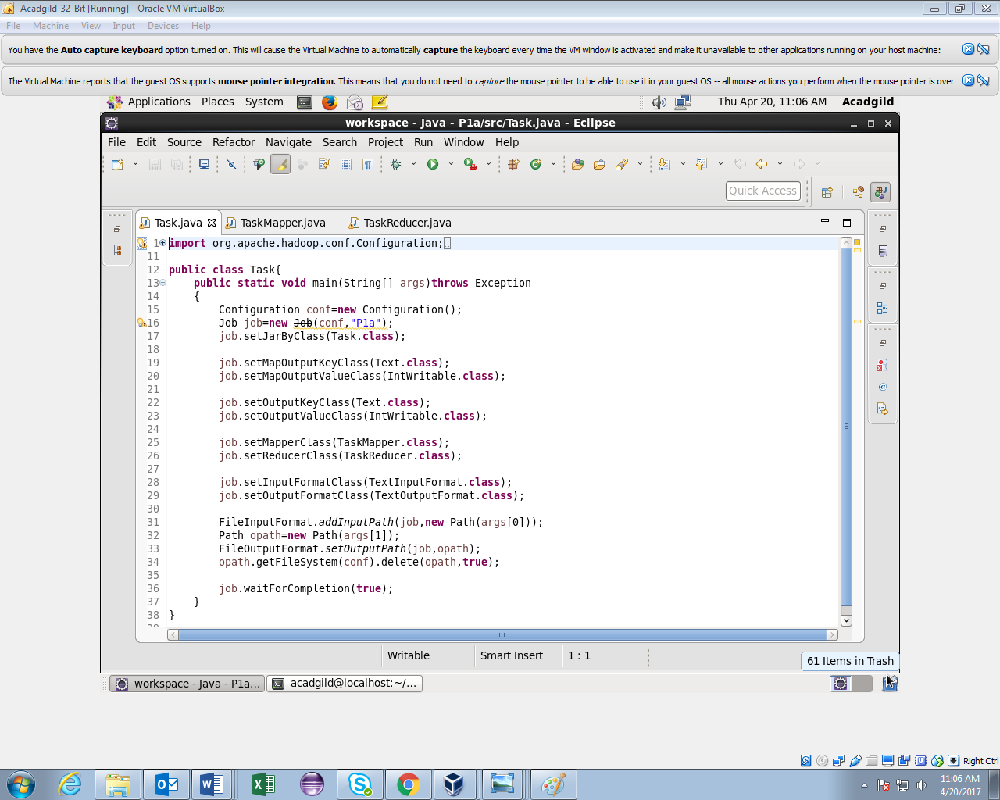 Acadgild_32_Bit [Running] - Oracle VM VirtualBox
File Machine View Input Devices Help
You have the Auto capture keyboard option turned on. This will cause the Virtual Machine to automatically capture the keyboard every time the VM window is activated and make it unavailable to other applications running on your host machine:
The Virtual Machine reports that the guest OS supports mouse pointer integration. This means that you do not need to capture the mouse pointer to be able to use it in your guest OS -- all mouse actions you perform when the mouse pointer is over
Applications Places System Thu Apr 20, 11:06 AM Acadgild
workspace - Java - P1a/src/Task.java - Eclipse
File Edit Source Refactor Navigate Search Project Run Window Help
Quick Access
Task.java TaskMapper.java TaskReducer.java
1 import org.apache.hadoop.conf.Configuration;
11
12 public class Task{
13 public static void main(String[] args)throws Exception
14 {
15 Configuration conf=new Configuration();
16 Job job=new Job(conf,"P1a");
17 job.setJarByClass(Task.class);
18
19 job.setMapOutputKeyClass(Text.class);
20 job.setMapOutputValueClass(IntWritable.class);
21
22 job.setOutputKeyClass(Text.class);
23 job.setOutputValueClass(IntWritable.class);
24
25 job.setMapperClass(TaskMapper.class);
26 job.setReducerClass(TaskReducer.class);
27
28 job.setInputFormatClass(TextInputFormat.class);
29 job.setOutputFormatClass(TextOutputFormat.class);
30
31 FileInputFormat.addInputPath(job,new Path(args[0]));
32 Path opath=new Path(args[1]);
33 FileOutputFormat.setOutputPath(job,opath);
34 opath.getFileSystem(conf).delete(opath,true);
35
36 job.waitForCompletion(true);
37 }
38 }
Writable Smart Insert 1 : 1
61 Items in Trash
workspace - Java - P1a... acadgild@localhost:~/...
Right Ctrl
11:06 AM
4/20/2017